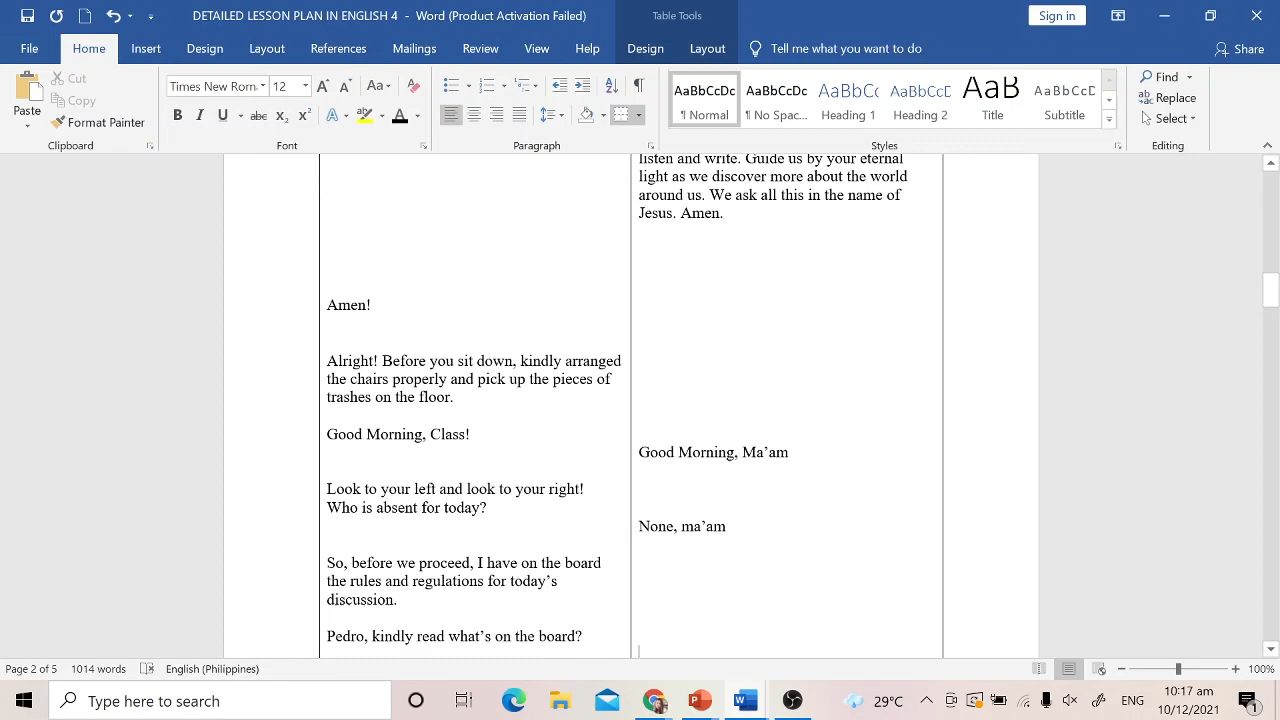 DETAILED LESSON PLAN IN ENGLISH 4 - Word (Product Activation Failed)
Table Tools
Sign in
File Home Insert Design Layout References Mailings Review View Help Design Layout Tell me what you want to do Share
Paste
Cut
Copy
Format Painter
Clipboard
Times New Rom 12
Font
Paragraph
AaBbCcDc AaBbCcDc AaBbCc AaBbCcD AaB AaBbCcD
¶ Normal ¶ No Spac... Heading 1 Heading 2 Title Subtitle
Styles
Find
Replace
Select
Editing
listen and write. Guide us by your eternal
light as we discover more about the world
around us. We ask all this in the name of
Jesus. Amen.
Amen!
Alright! Before you sit down, kindly arranged
the chairs properly and pick up the pieces of
trashes on the floor.
Good Morning, Class!
Good Morning, Ma’am
Look to your left and look to your right!
Who is absent for today?
None, ma’am
So, before we proceed, I have on the board
the rules and regulations for today’s
discussion.
Pedro, kindly read what’s on the board?
Page 2 of 5 1014 words English (Philippines) 100%
Type here to search
29°C ENG 10:17 am
10/12/2021
1